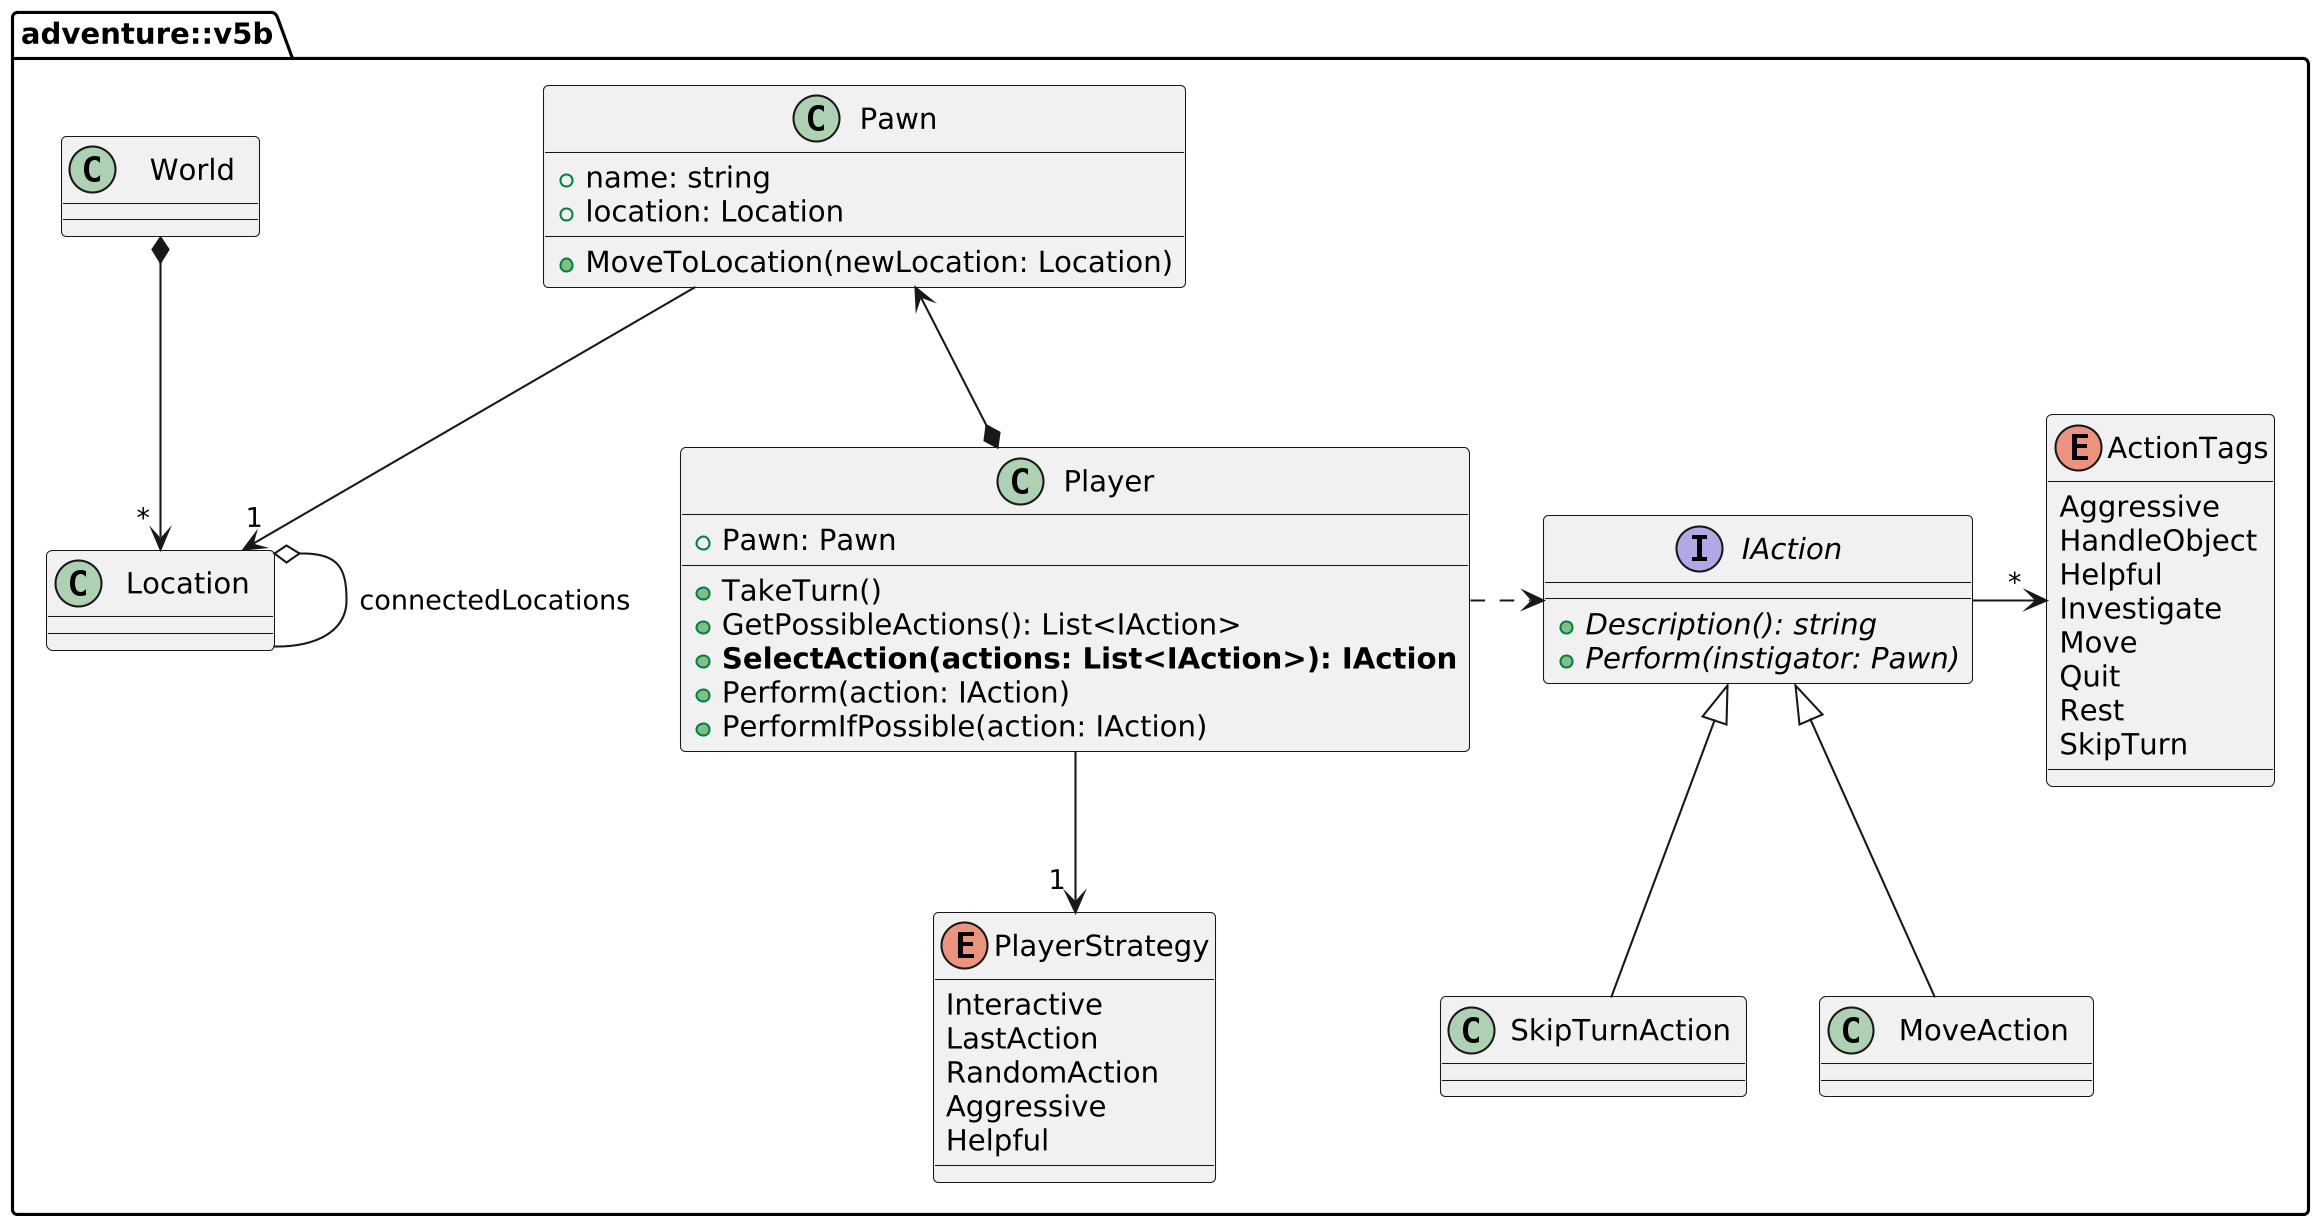 adventure::v5b
C World
C Pawn
name: string
location: Location
MoveToLocation(newLocation: Location)
*
1
C Location
connectedLocations
C Player
Pawn: Pawn
TakeTurn()
GetPossibleActions(): List<IAction>
SelectAction(actions: List<IAction>): IAction
Perform(action: IAction)
PerformIfPossible(action: IAction)
I IAction
Description(): string
Perform(instigator: Pawn)
*
E ActionTags
Aggressive
HandleObject
Helpful
Investigate
Move
Quit
Rest
SkipTurn
1
E PlayerStrategy
Interactive
LastAction
RandomAction
Aggressive
Helpful
C SkipTurnAction
C MoveAction